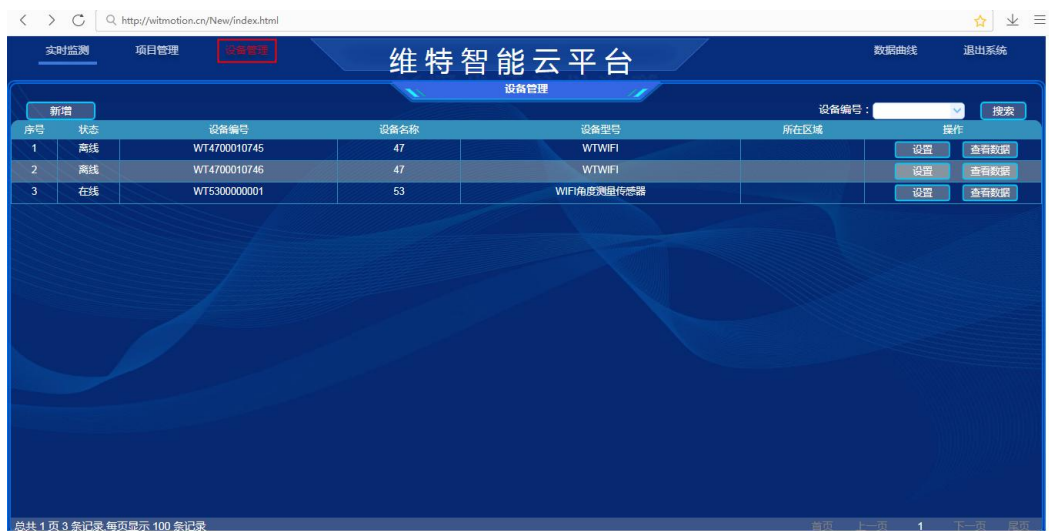 http://witmotion.cn/New/index.html
实时监测 项目管理 设备管理 维特智能云平台 数据曲线 退出系统
设备管理
新增 设备编号： 搜索
序号 状态 设备编号 设备名称 设备型号 所在区域 操作
1 离线 WT4700010745 47 WTWIFI 设置 查看数据
2 离线 WT4700010746 47 WTWIFI 设置 查看数据
3 在线 WT5300000001 53 WIFI角度测量传感器 设置 查看数据
总共 1 页 3 条记录,每页显示 100 条记录 首页 上一页 1 下一页 尾页